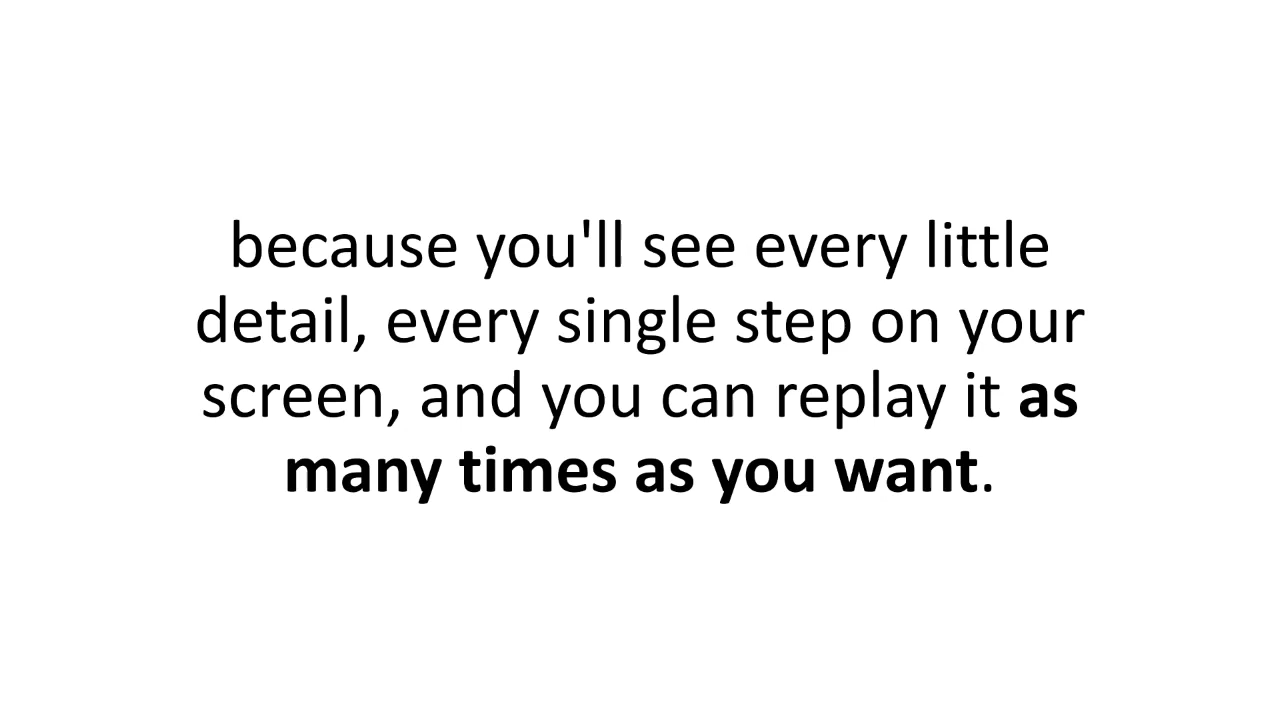 because you'll see every little
detail, every single step on your
screen, and you can replay it as
many times as you want.